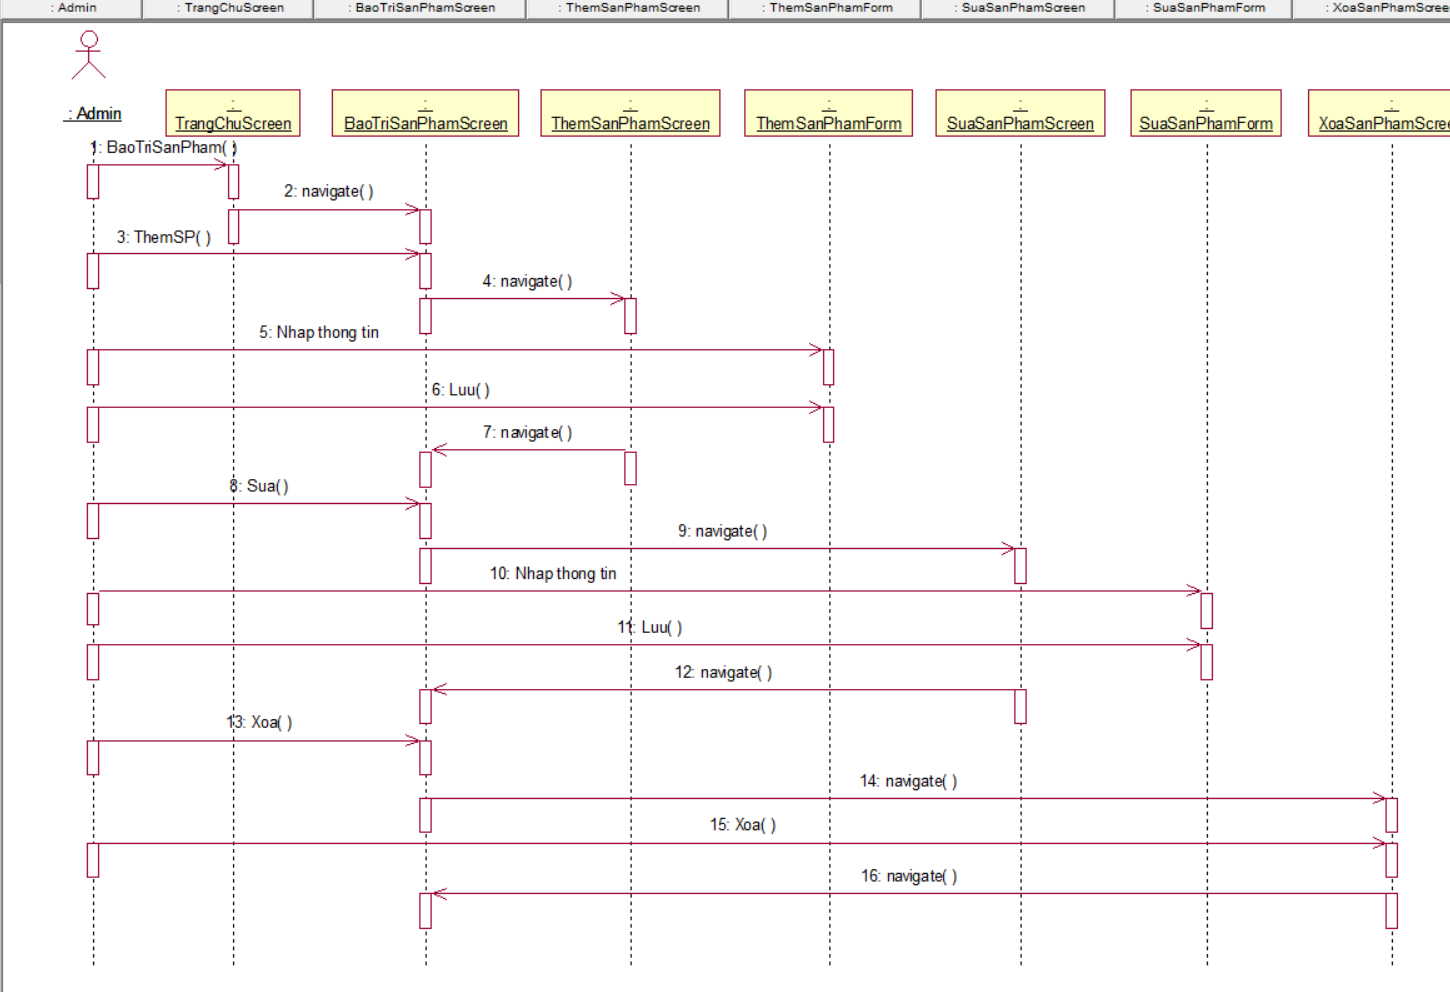 : Admin
: TrangChuScreen
: BaoTriSanPhamScreen
: ThemSanPhamScreen
: ThemSanPhamForm
: SuaSanPhamScreen
: SuaSanPhamForm
: XoaSanPhamScree
: Admin
:
TrangChuScreen
:
BaoTriSanPhamScreen
:
ThemSanPhamScreen
:
ThemSanPhamForm
:
SuaSanPhamScreen
:
SuaSanPhamForm
:
XoaSanPhamScree
1: BaoTriSanPham( )
2: navigate( )
3: ThemSP( )
4: navigate( )
5: Nhap thong tin
6: Luu( )
7: navigate( )
8: Sua( )
9: navigate( )
10: Nhap thong tin
11: Luu( )
12: navigate( )
13: Xoa( )
14: navigate( )
15: Xoa( )
16: navigate( )